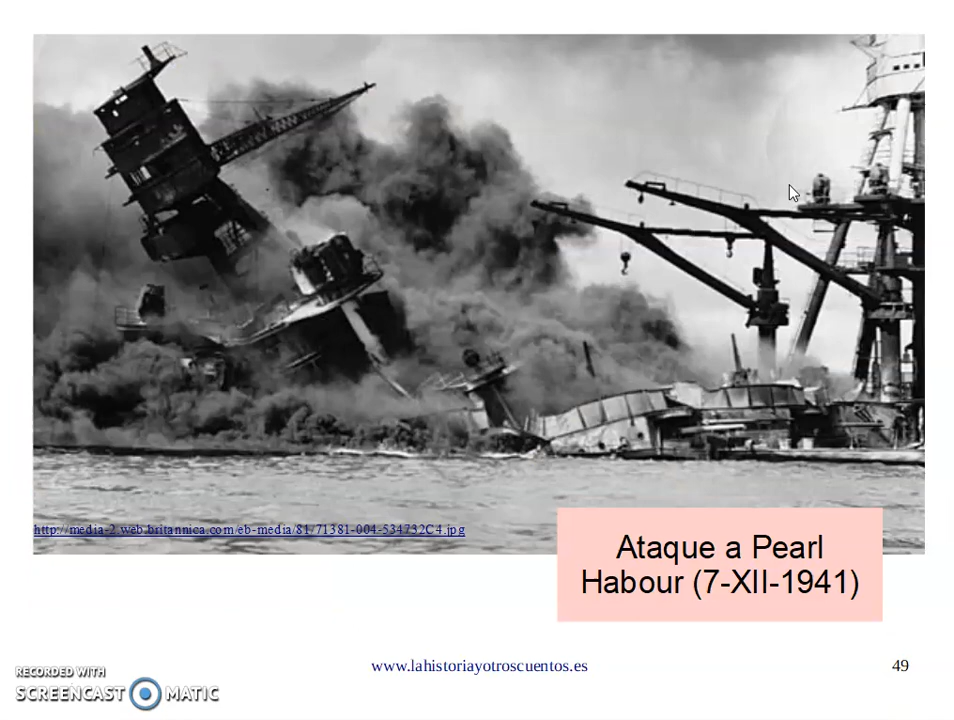 http://media-2.web.britannica.com/eb-media/81/71381-004-534732C4.jpg
Ataque a Pearl
Habour (7-XII-1941)
www.lahistoriayotroscuentos.es
49
RECORDED WITH
SCREENCAST MATIC